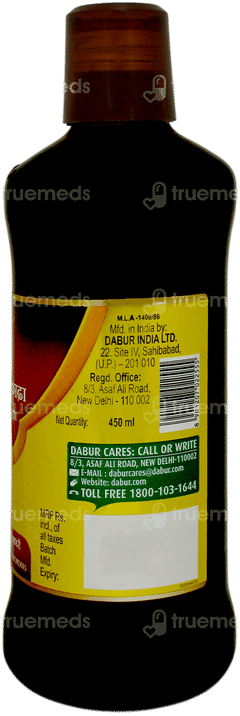 truemeds
M.L.A-1406/86
Mfd. in India by:
DABUR INDIA LTD.
22, Site IV, Sahibabad,
(U.P.) – 201 010
Regd. Office:
8/3, Asaf Ali Road,
New Delhi - 110 002
Net Quantity: 450 ml
DABUR CARES: CALL OR WRITE
8/3, ASAF ALI ROAD, NEW DELHI-110002
E-MAIL : daburcares@dabur.com
Website: dabur.com
TOLL FREE 1800-103-1644
MRP Rs.
incl., of
all taxes
Batch
Mfd.
Expiry:
truemeds